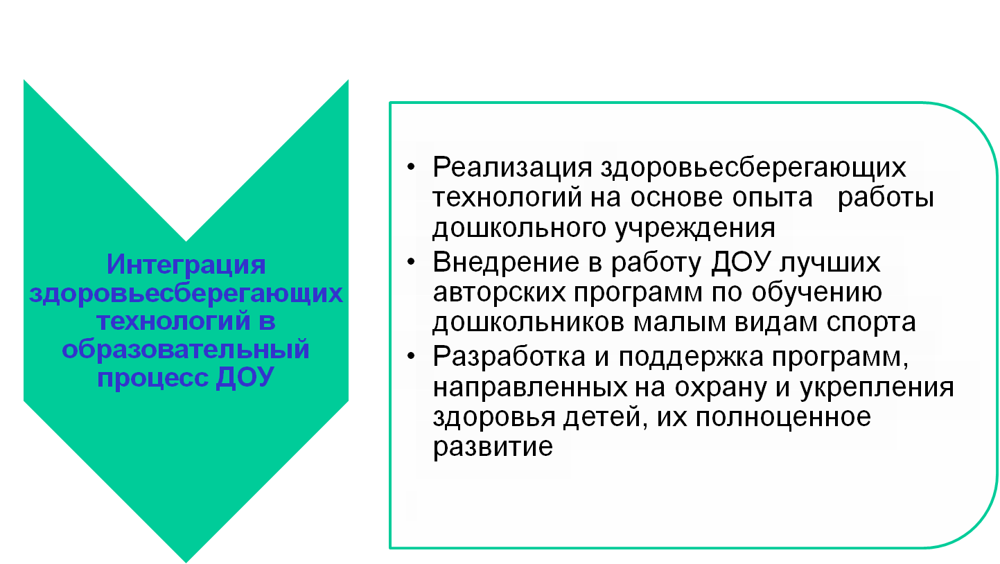 Интеграция
здоровьесберегающих
технологий в
образовательный
процесс ДОУ
• Реализация здоровьесберегающих
технологий на основе опыта   работы
дошкольного учреждения
• Внедрение в работу ДОУ лучших
авторских программ по обучению
дошкольников малым видам спорта
• Разработка и поддержка программ,
направленных на охрану и укрепления
здоровья детей, их полноценное
развитие